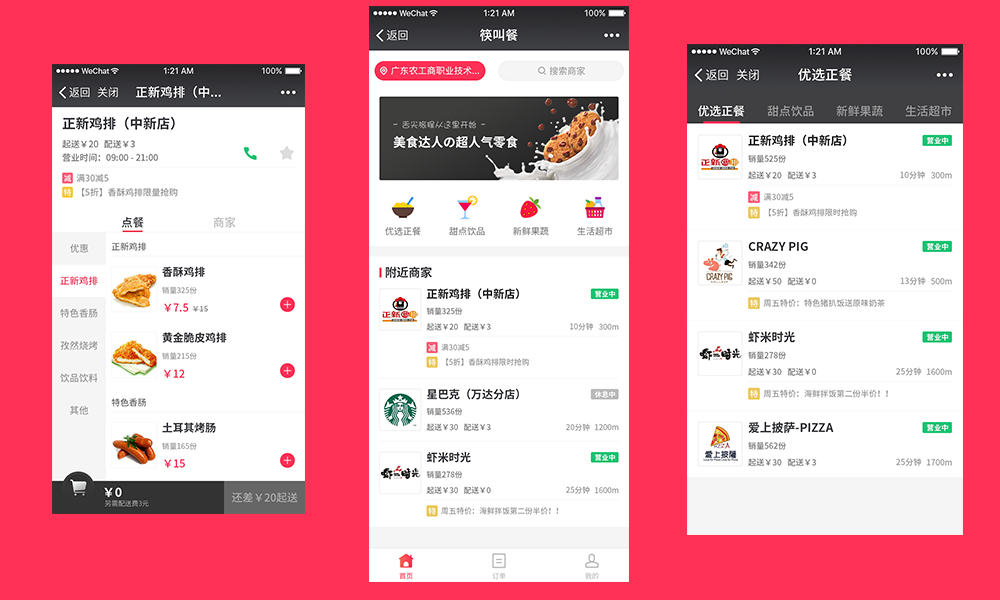 ●●●●● WeChat 1:21 AM 100%
返回 关闭 正新鸡排（中... •••
正新鸡排（中新店）
起送￥20 配送￥3
营业时间：09:00 - 21:00
减 满30减5
特 【5折】香酥鸡排限量抢购
点餐 商家
优惠
正新鸡排
特色香肠
孜然烧烤
饮品饮料
其他
正新鸡排
香酥鸡排
销量325份
￥7.5 ￥15
黄金脆皮鸡排
销量215份
￥12
特色香肠
土耳其烤肠
销量165份
￥15
￥0
另需配送费3元
还差￥20起送
●●●●● WeChat 1:21 AM 100%
返回 筷叫餐 •••
广东农工商职业技术... 搜索商家
- 舌尖旅程从这里开始 -
美食达人の超人气零食
优选正餐 甜点饮品 新鲜果蔬 生活超市
附近商家
正新鸡排
正新鸡排（中新店） 营业中
销量325份
起送￥20 配送￥3 10分钟 300m
减 满30减5
特 【5折】香酥鸡排限时抢购
星巴克（万达分店） 休息中
销量536份
起送￥30 配送￥3 20分钟 1200m
虾米时光
虾米时光 营业中
销量278份
起送￥30 配送￥0 25分钟 1600m
特 周五特价：海鲜拌饭第二份半价！！
首页 订单 我的
●●●●● WeChat 1:21 AM 100%
返回 关闭 优选正餐 •••
优选正餐 甜点饮品 新鲜果蔬 生活超市
正新鸡排
正新鸡排（中新店） 营业中
销量525份
起送￥20 配送￥3 10分钟 300m
减 满30减5
特 【5折】香酥鸡排限时抢购
CRAZY PIG
CRAZY PIG 营业中
销量342份
起送￥50 配送￥0 13分钟 500m
特 周五特价：特色猪扒饭送原味奶茶
虾米时光
虾米时光 营业中
销量278份
起送￥30 配送￥0 25分钟 1600m
特 周五特价：海鲜拌饭第二份半价！！
PIZZA
爱上披薩
爱上披萨-PIZZA 营业中
销量562份
起送￥30 配送￥3 25分钟 1700m